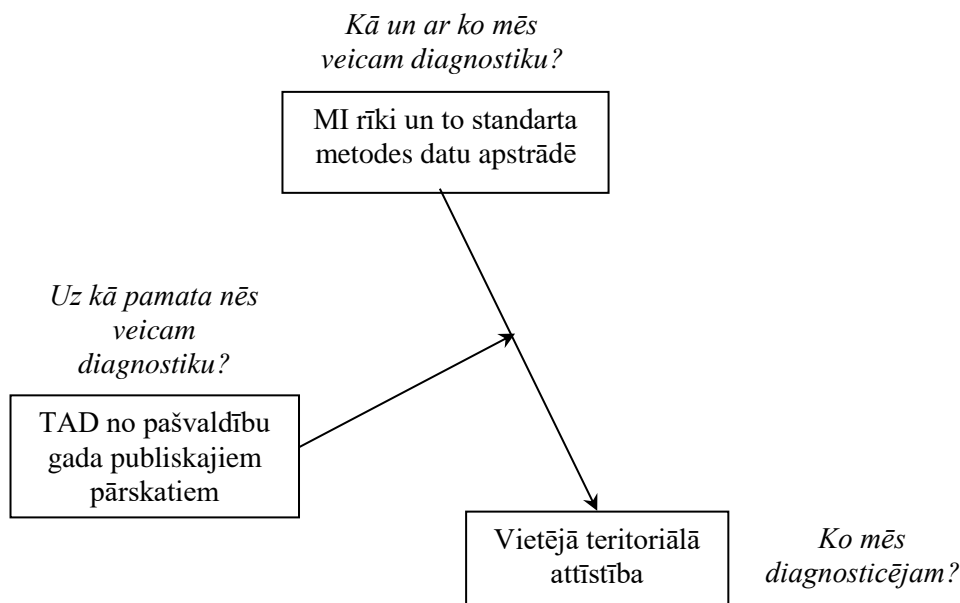 Kā un ar ko mēs
veicam diagnostiku?
MI rīki un to standarta
metodes datu apstrādē
Uz kā pamata nēs
veicam
diagnostiku?
TAD no pašvaldību
gada publiskajiem
pārskatiem
Vietējā teritoriālā
attīstība
Ko mēs
diagnosticējam?